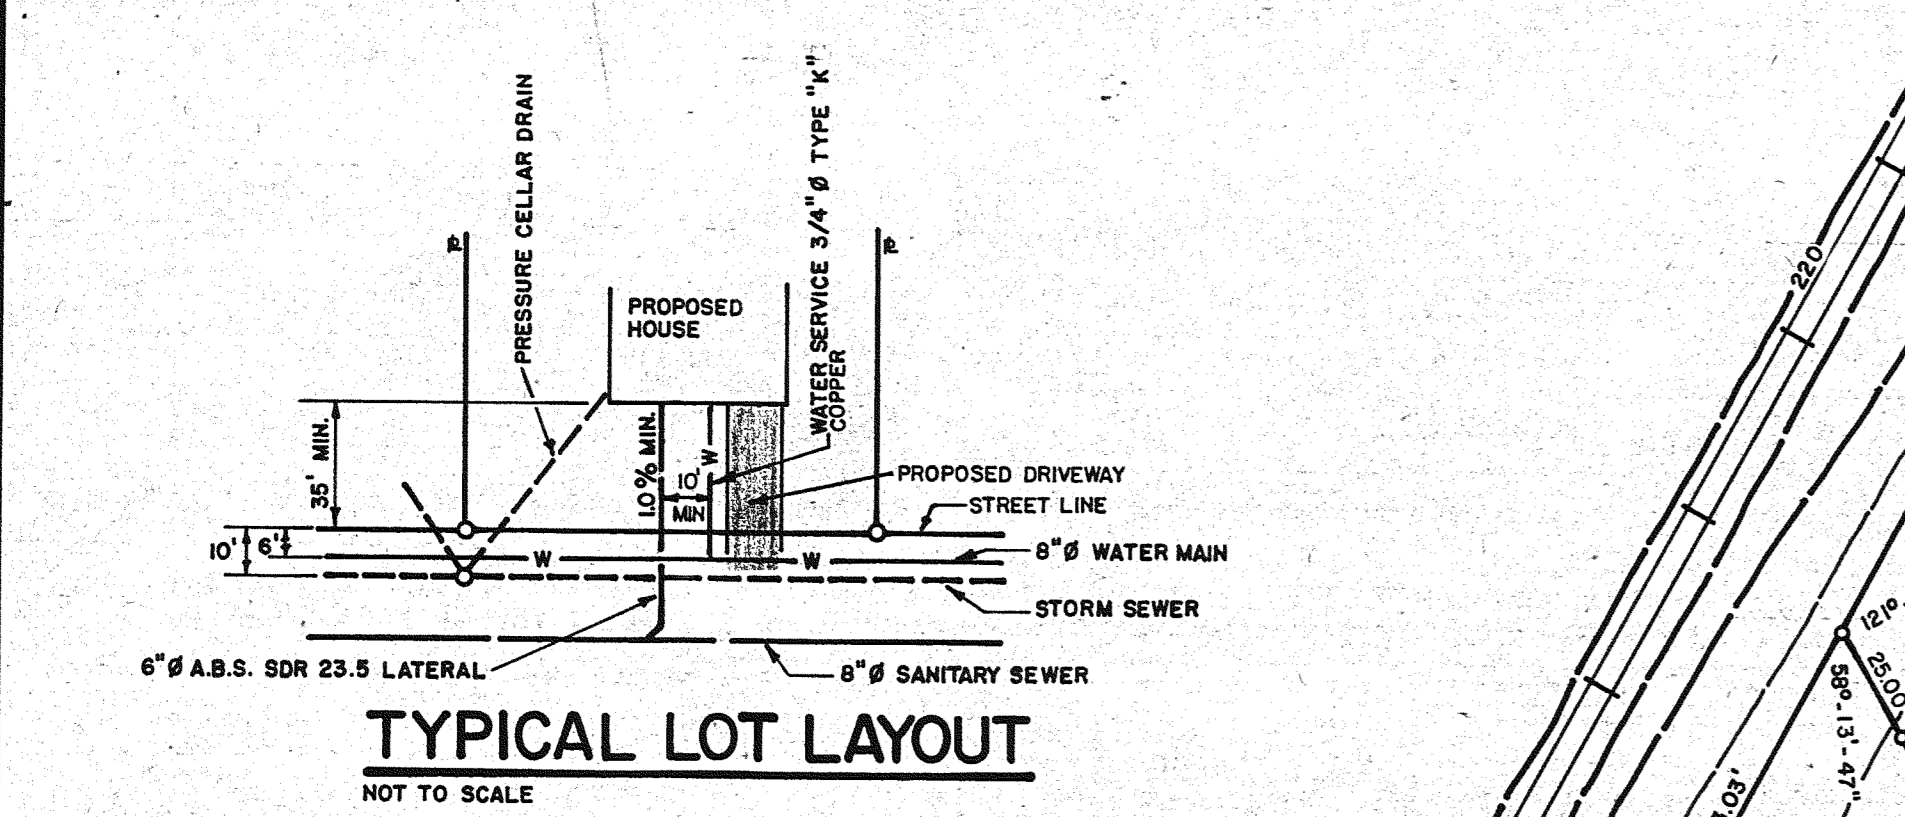 PRESSURE CELLAR DRAIN
WATER SERVICE 3/4" Ø TYPE "K"
COPPER
PROPOSED
HOUSE
35' MIN.
1.0% MIN.
10'
MIN
W
PROPOSED DRIVEWAY
STREET LINE
10'
6'
W
W
8"Ø WATER MAIN
STORM SEWER
6"Ø A.B.S. SDR 23.5 LATERAL
8"Ø SANITARY SEWER
TYPICAL LOT LAYOUT
NOT TO SCALE
220
121°
25.00
58°-13'-47"
.03'